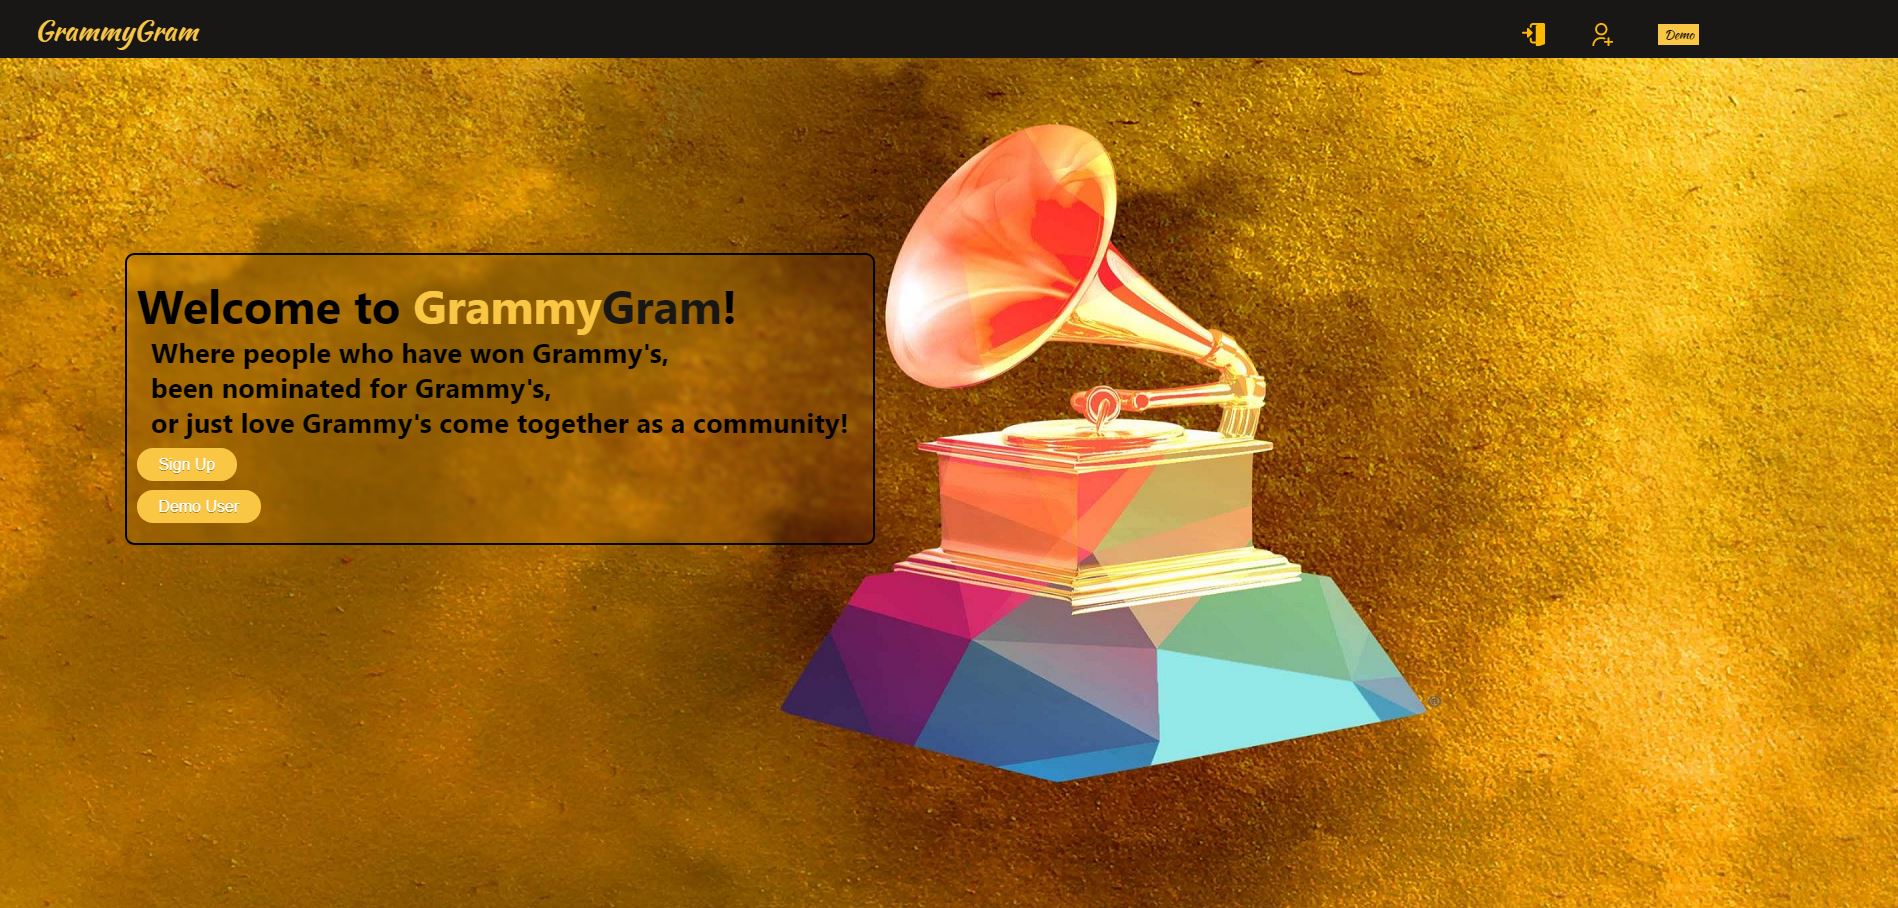 GrammyGram
Demo
Welcome to GrammyGram!
Where people who have won Grammy's,
been nominated for Grammy's,
or just love Grammy's come together as a community!
Sign Up
Demo User
®